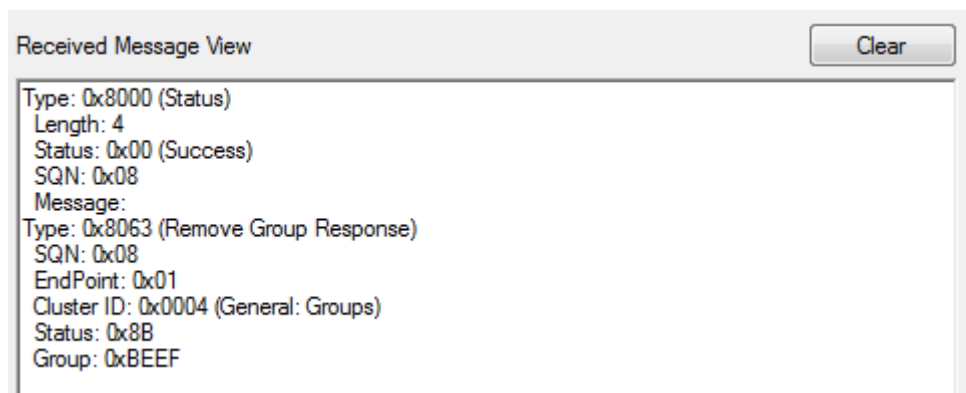 Received Message View
Clear
Type: 0x8000 (Status)
Length: 4
Status: 0x00 (Success)
SQN: 0x08
Message:
Type: 0x8063 (Remove Group Response)
SQN: 0x08
EndPoint: 0x01
Cluster ID: 0x0004 (General: Groups)
Status: 0x8B
Group: 0xBEEF